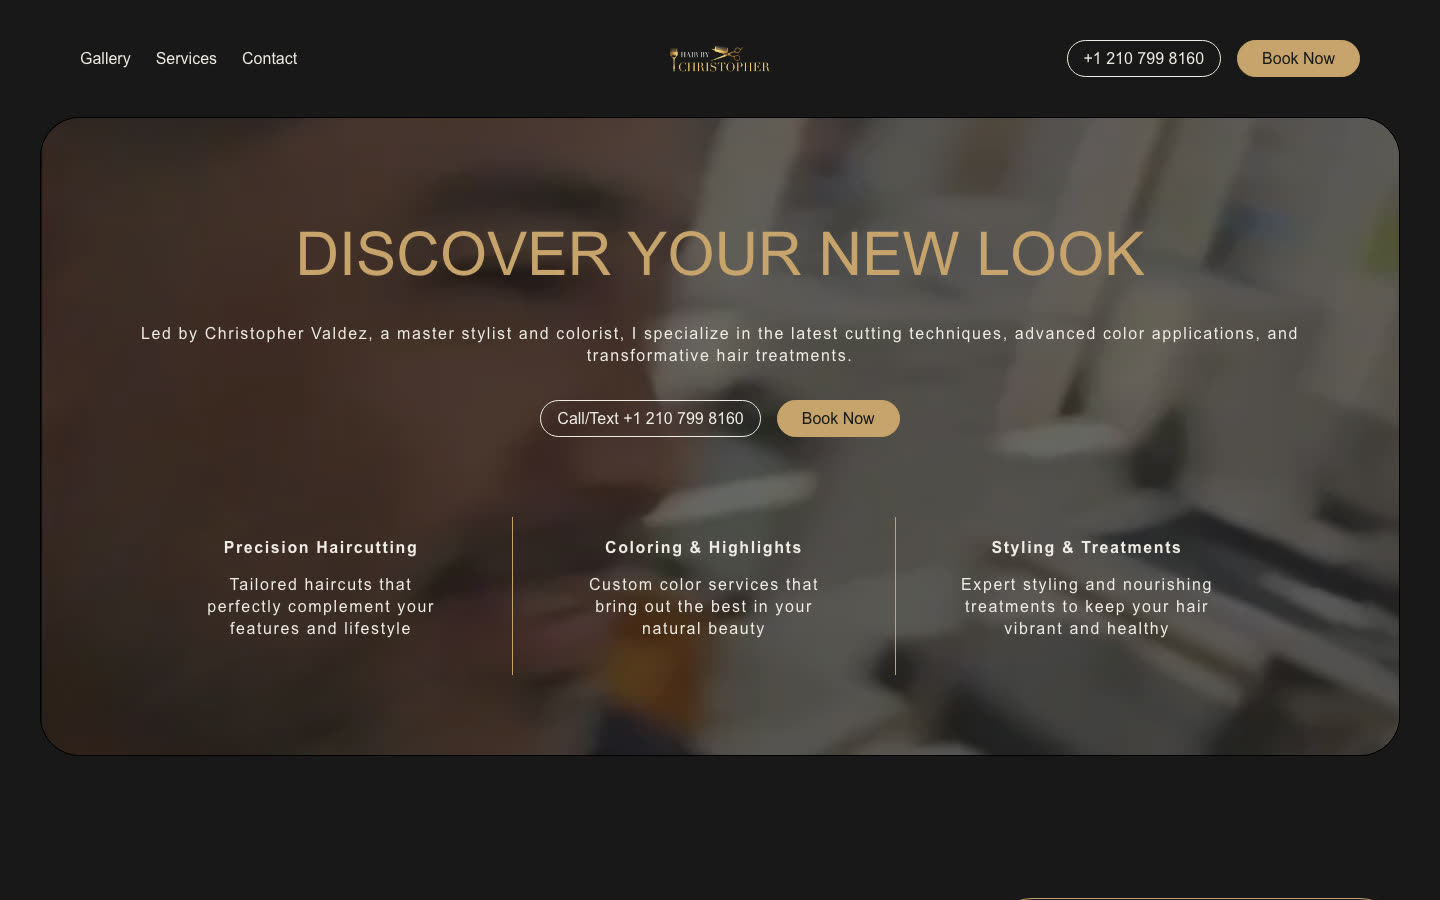 Gallery Services Contact
HAIR BY
CHRISTOPHER
+1 210 799 8160
Book Now
DISCOVER YOUR NEW LOOK
Led by Christopher Valdez, a master stylist and colorist, I specialize in the latest cutting techniques, advanced color applications, and
transformative hair treatments.
Call/Text +1 210 799 8160
Book Now
Precision Haircutting
Tailored haircuts that
perfectly complement your
features and lifestyle
Coloring & Highlights
Custom color services that
bring out the best in your
natural beauty
Styling & Treatments
Expert styling and nourishing
treatments to keep your hair
vibrant and healthy